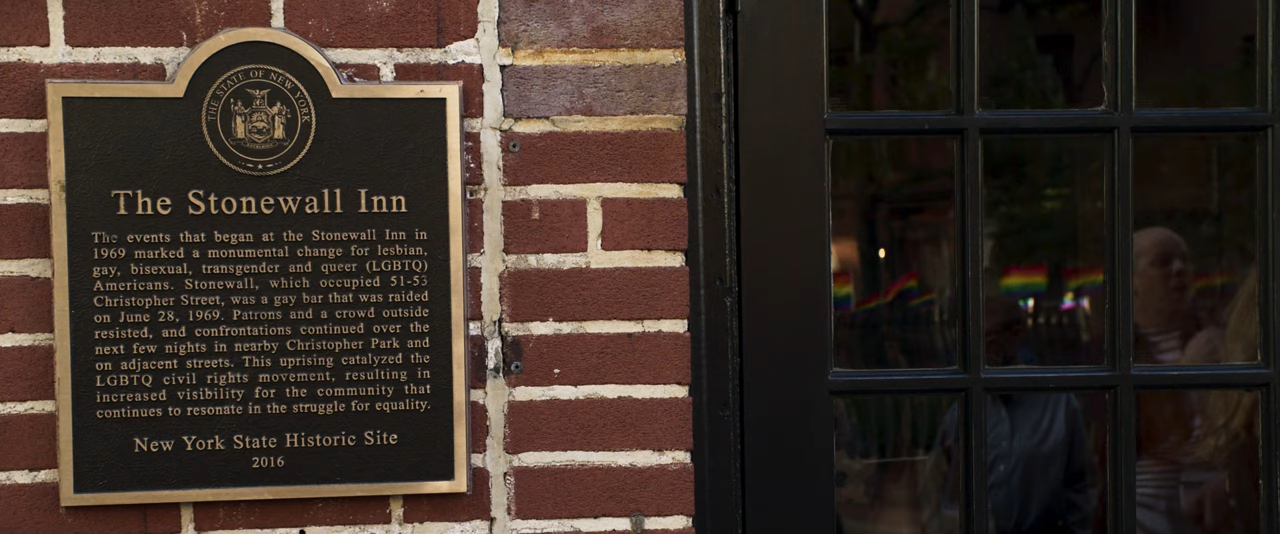 THE STATE OF NEW YORK
The Stonewall Inn
The events that began at the Stonewall Inn in
1969 marked a monumental change for lesbian,
gay, bisexual, transgender and queer (LGBTQ)
Americans. Stonewall, which occupied 51-53
Christopher Street, was a gay bar that was raided
on June 28, 1969. Patrons and a crowd outside
resisted, and confrontations continued over the
next few nights in nearby Christopher Park and
on adjacent streets. This uprising catalyzed the
LGBTQ civil rights movement, resulting in
increased visibility for the community that
continues to resonate in the struggle for equality.
New York State Historic Site
2016